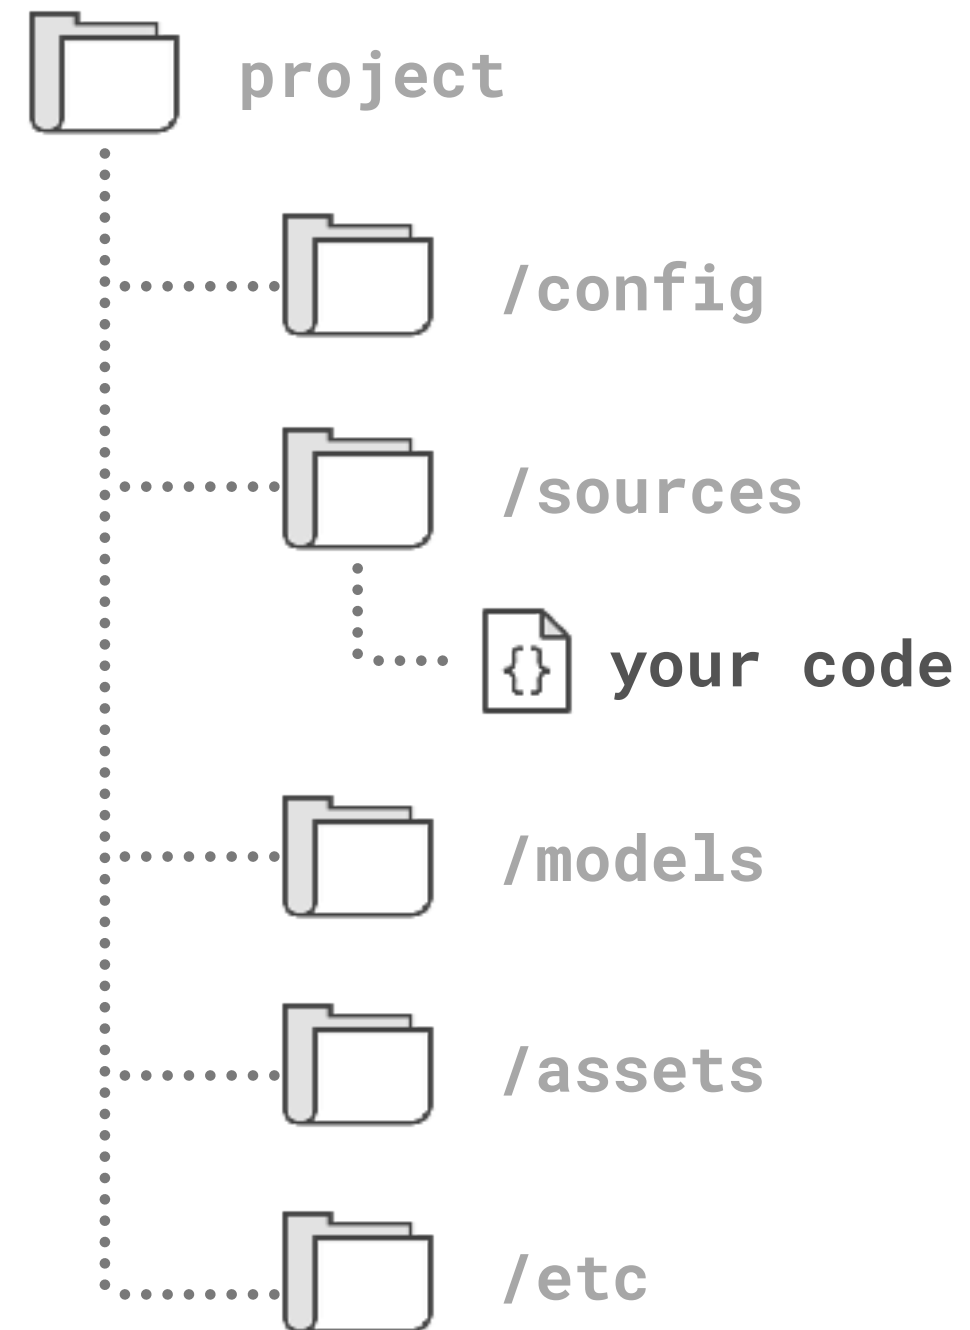 project
/config
/sources
{} your code
/models
/assets
/etc